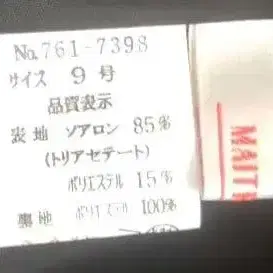 No.761-7398
サイズ 9 号
品質表示
表地 ソアロン 85%
(トリアセテート)
ポリエステル 15%
裏地 ポリエステル 100%
MAIT